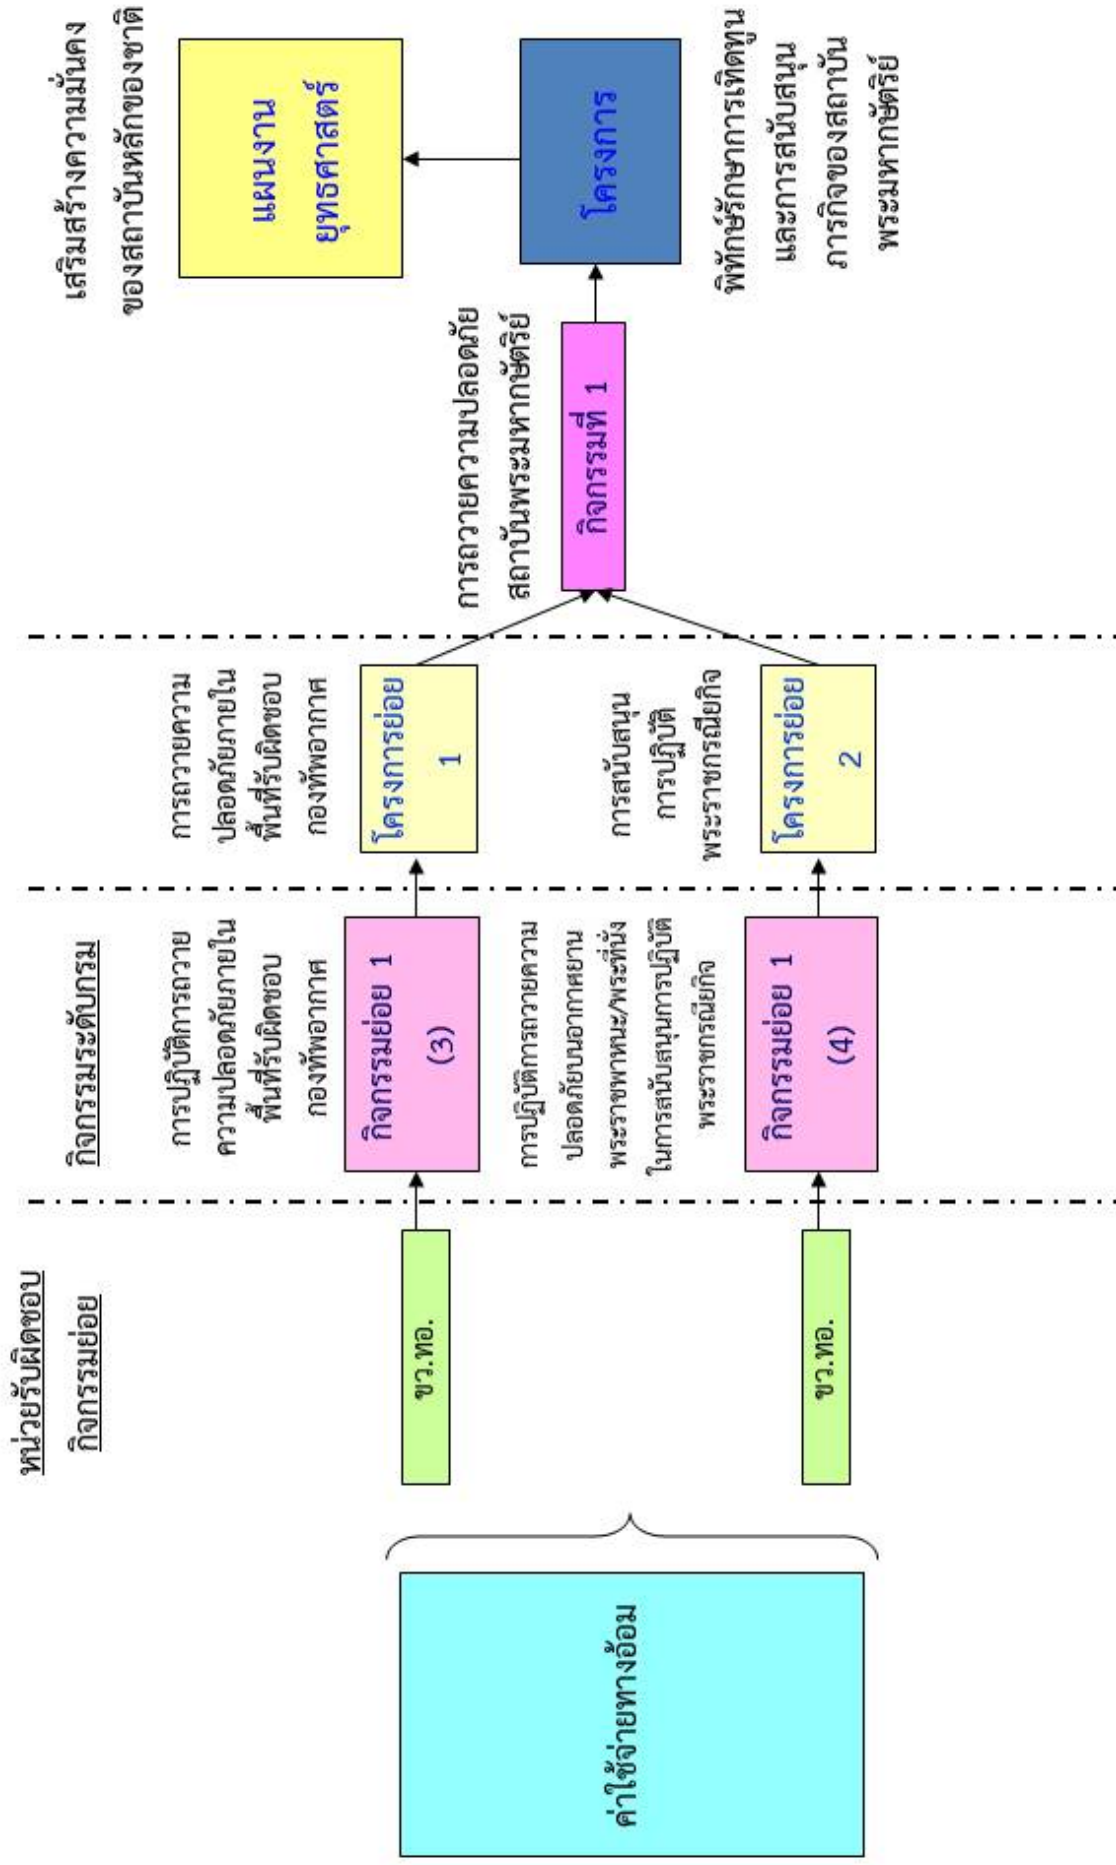 หน่วยรับผิดชอบ
กิจกรรมย่อย
กิจกรรมระดับกรม
เสริมสร้างความมั่นคง
ของสถาบันหลักของชาติ
แผนงาน
ยุทธศาสตร์
การปฏิบัติการถวาย
ความปลอดภัยภายใน
พื้นที่รับผิดชอบ
กองทัพอากาศ
การถวายความ
ปลอดภัยภายใน
พื้นที่รับผิดชอบ
กองทัพอากาศ
ขว.ทอ.
กิจกรรมย่อย 1
(3)
โครงการย่อย
1
การถวายความปลอดภัย
สถาบันพระมหากษัตริย์
กิจกรรมที่ 1
โครงการ
พิทักษ์รักษาการเทิดทูน
และการสนับสนุน
ภารกิจของสถาบัน
พระมหากษัตริย์
ค่าใช้จ่ายทางอ้อม
การปฏิบัติการถวายความ
ปลอดภัยบนอากาศยาน
พระราชพาหนะ/พระที่นั่ง
ในการสนับสนุนการปฏิบัติ
พระราชกรณียกิจ
การสนับสนุน
การปฏิบัติ
พระราชกรณียกิจ
ขว.ทอ.
กิจกรรมย่อย 1
(4)
โครงการย่อย
2